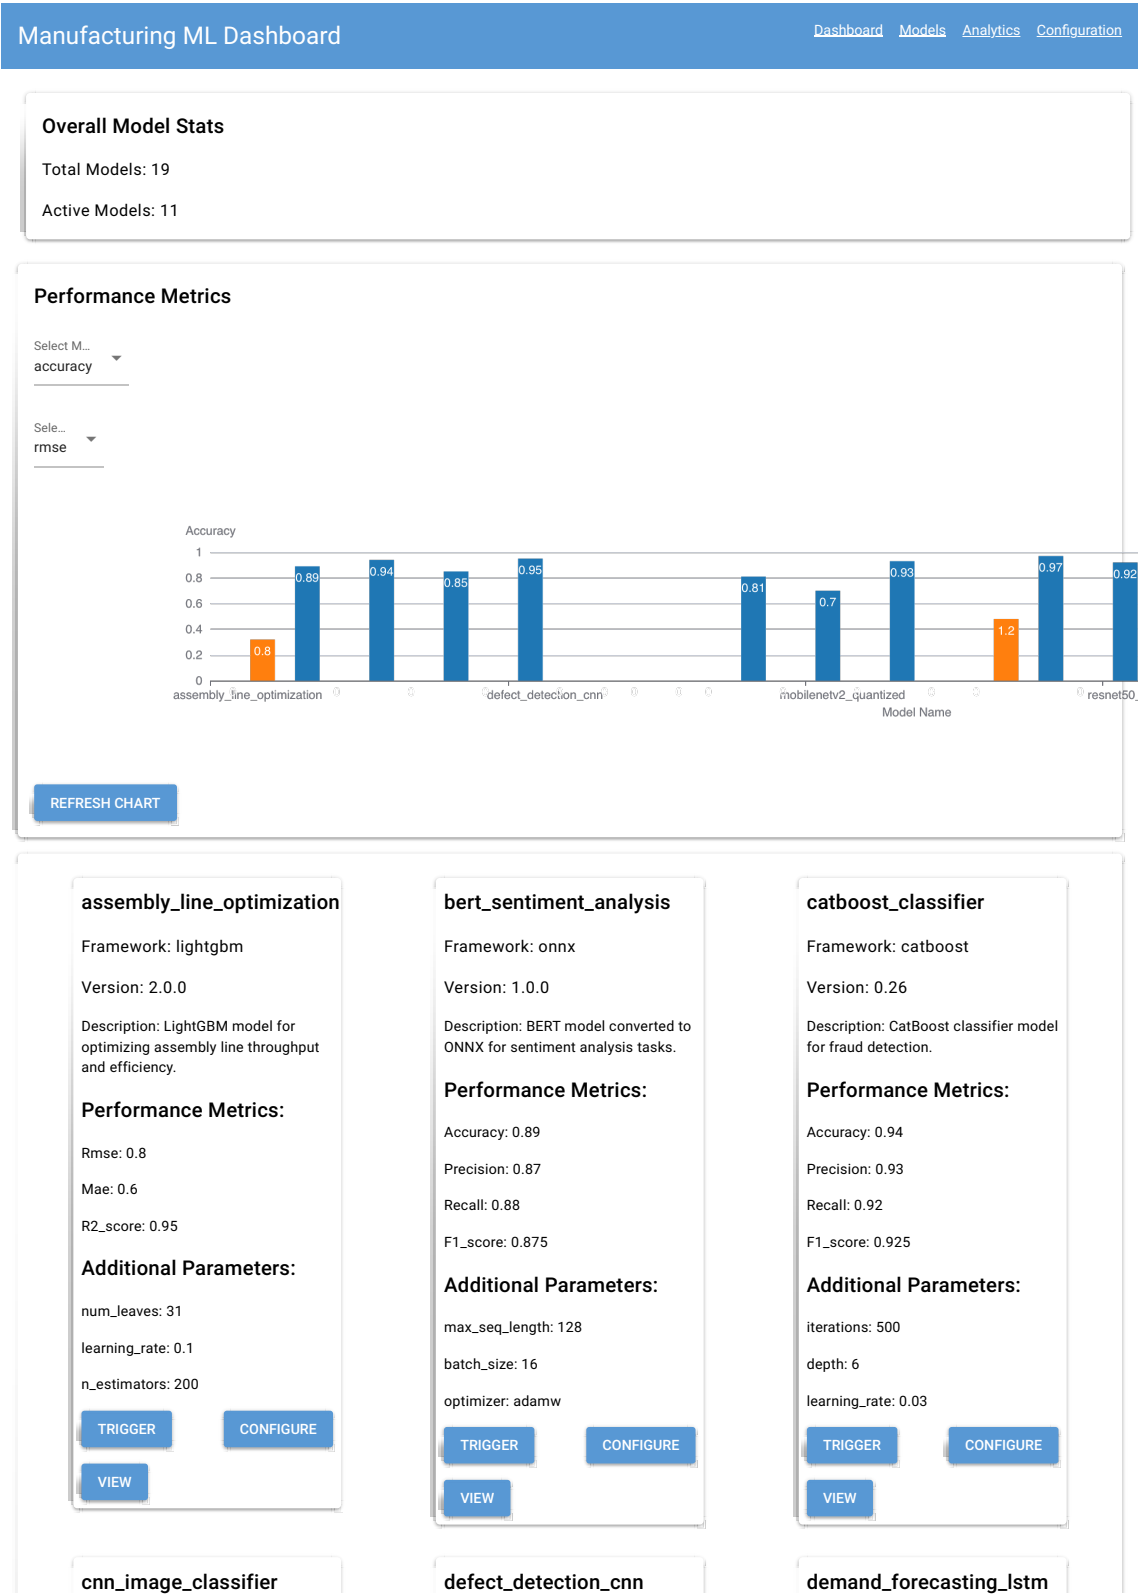 Manufacturing ML Dashboard
Dashboard Models Analytics Configuration
Overall Model Stats
Total Models: 19
Active Models: 11
Performance Metrics
Select M...
accuracy
Sele...
rmse
Accuracy
1
0.8
0.6
0.4
0.2
0
0.8
0.89
0.94
0.85
0.95
0.81
0.7
0.93
1.2
0.97
0.92
assembly_line_optimization
defect_detection_cnn
mobilenetv2_quantized
resnet50_
Model Name
REFRESH CHART
assembly_line_optimization
Framework: lightgbm
Version: 2.0.0
Description: LightGBM model for
optimizing assembly line throughput
and efficiency.
Performance Metrics:
Rmse: 0.8
Mae: 0.6
R2_score: 0.95
Additional Parameters:
num_leaves: 31
learning_rate: 0.1
n_estimators: 200
TRIGGER CONFIGURE
VIEW
bert_sentiment_analysis
Framework: onnx
Version: 1.0.0
Description: BERT model converted to
ONNX for sentiment analysis tasks.
Performance Metrics:
Accuracy: 0.89
Precision: 0.87
Recall: 0.88
F1_score: 0.875
Additional Parameters:
max_seq_length: 128
batch_size: 16
optimizer: adamw
TRIGGER CONFIGURE
VIEW
catboost_classifier
Framework: catboost
Version: 0.26
Description: CatBoost classifier model
for fraud detection.
Performance Metrics:
Accuracy: 0.94
Precision: 0.93
Recall: 0.92
F1_score: 0.925
Additional Parameters:
iterations: 500
depth: 6
learning_rate: 0.03
TRIGGER CONFIGURE
VIEW
cnn_image_classifier
defect_detection_cnn
demand_forecasting_lstm